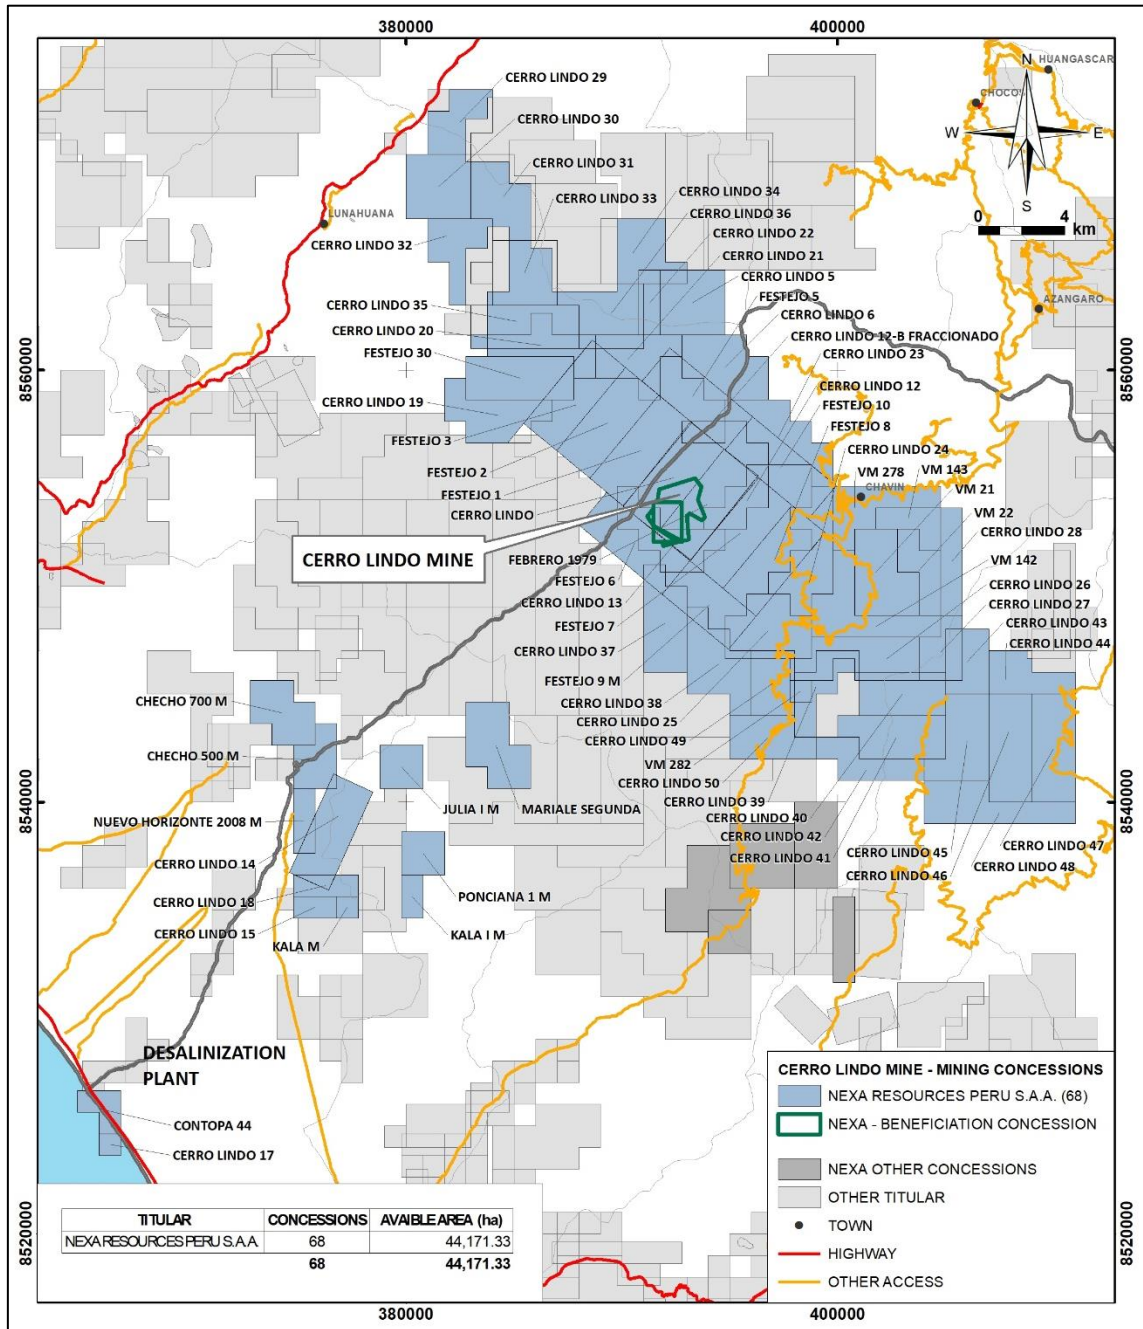 380000
400000
HUANGASCAR
N
CHOCOS
W
E
S
0
4
km
CERRO LINDO 29
CERRO LINDO 30
CERRO LINDO 31
CERRO LINDO 33
CERRO LINDO 34
CERRO LINDO 36
LUNAHUANA
CERRO LINDO 32
CERRO LINDO 22
CERRO LINDO 21
CERRO LINDO 5
FESTEJO 5
AZANGARO
CERRO LINDO 35
CERRO LINDO 6
CERRO LINDO 20
CERRO LINDO 12-B FRACCIONADO
FESTEJO 30
CERRO LINDO 23
8560000
8560000
CERRO LINDO 12
CERRO LINDO 19
FESTEJO 10
FESTEJO 8
FESTEJO 3
CERRO LINDO 24
FESTEJO 2
VM 278
VM 143
VM 21
FESTEJO 1
CHAVIN
CERRO LINDO
VM 22
CERRO LINDO 28
CERRO LINDO MINE
FEBRERO 1979
VM 142
FESTEJO 6
CERRO LINDO 26
CERRO LINDO 13
CERRO LINDO 27
FESTEJO 7
CERRO LINDO 43
CERRO LINDO 44
CERRO LINDO 37
FESTEJO 9 M
CHECHO 700 M
CERRO LINDO 38
CERRO LINDO 25
CERRO LINDO 49
CHECHO 500 M
VM 282
CERRO LINDO 50
8540000
8540000
JULIA I M
MARIALE SEGUNDA
CERRO LINDO 39
NUEVO HORIZONTE 2008 M
CERRO LINDO 40
CERRO LINDO 42
CERRO LINDO 47
CERRO LINDO 14
CERRO LINDO 41
CERRO LINDO 45
CERRO LINDO 48
CERRO LINDO 46
CERRO LINDO 18
PONCIANA 1 M
CERRO LINDO 15
KALA M
KALA I M
DESALINIZATION
PLANT
CONTOPA 44
CERRO LINDO 17
CERRO LINDO MINE - MINING CONCESSIONS
NEXA RESOURCES PERU S.A.A. (68)
NEXA - BENEFICIATION CONCESSION
NEXA OTHER CONCESSIONS
OTHER TITULAR
TOWN
HIGHWAY
OTHER ACCESS
TITULAR CONCESSIONS AVAIBLE AREA (ha)
NEXA RESOURCES PERU S.A.A. 68 44,171.33
68 44,171.33
8520000
8520000
380000
400000